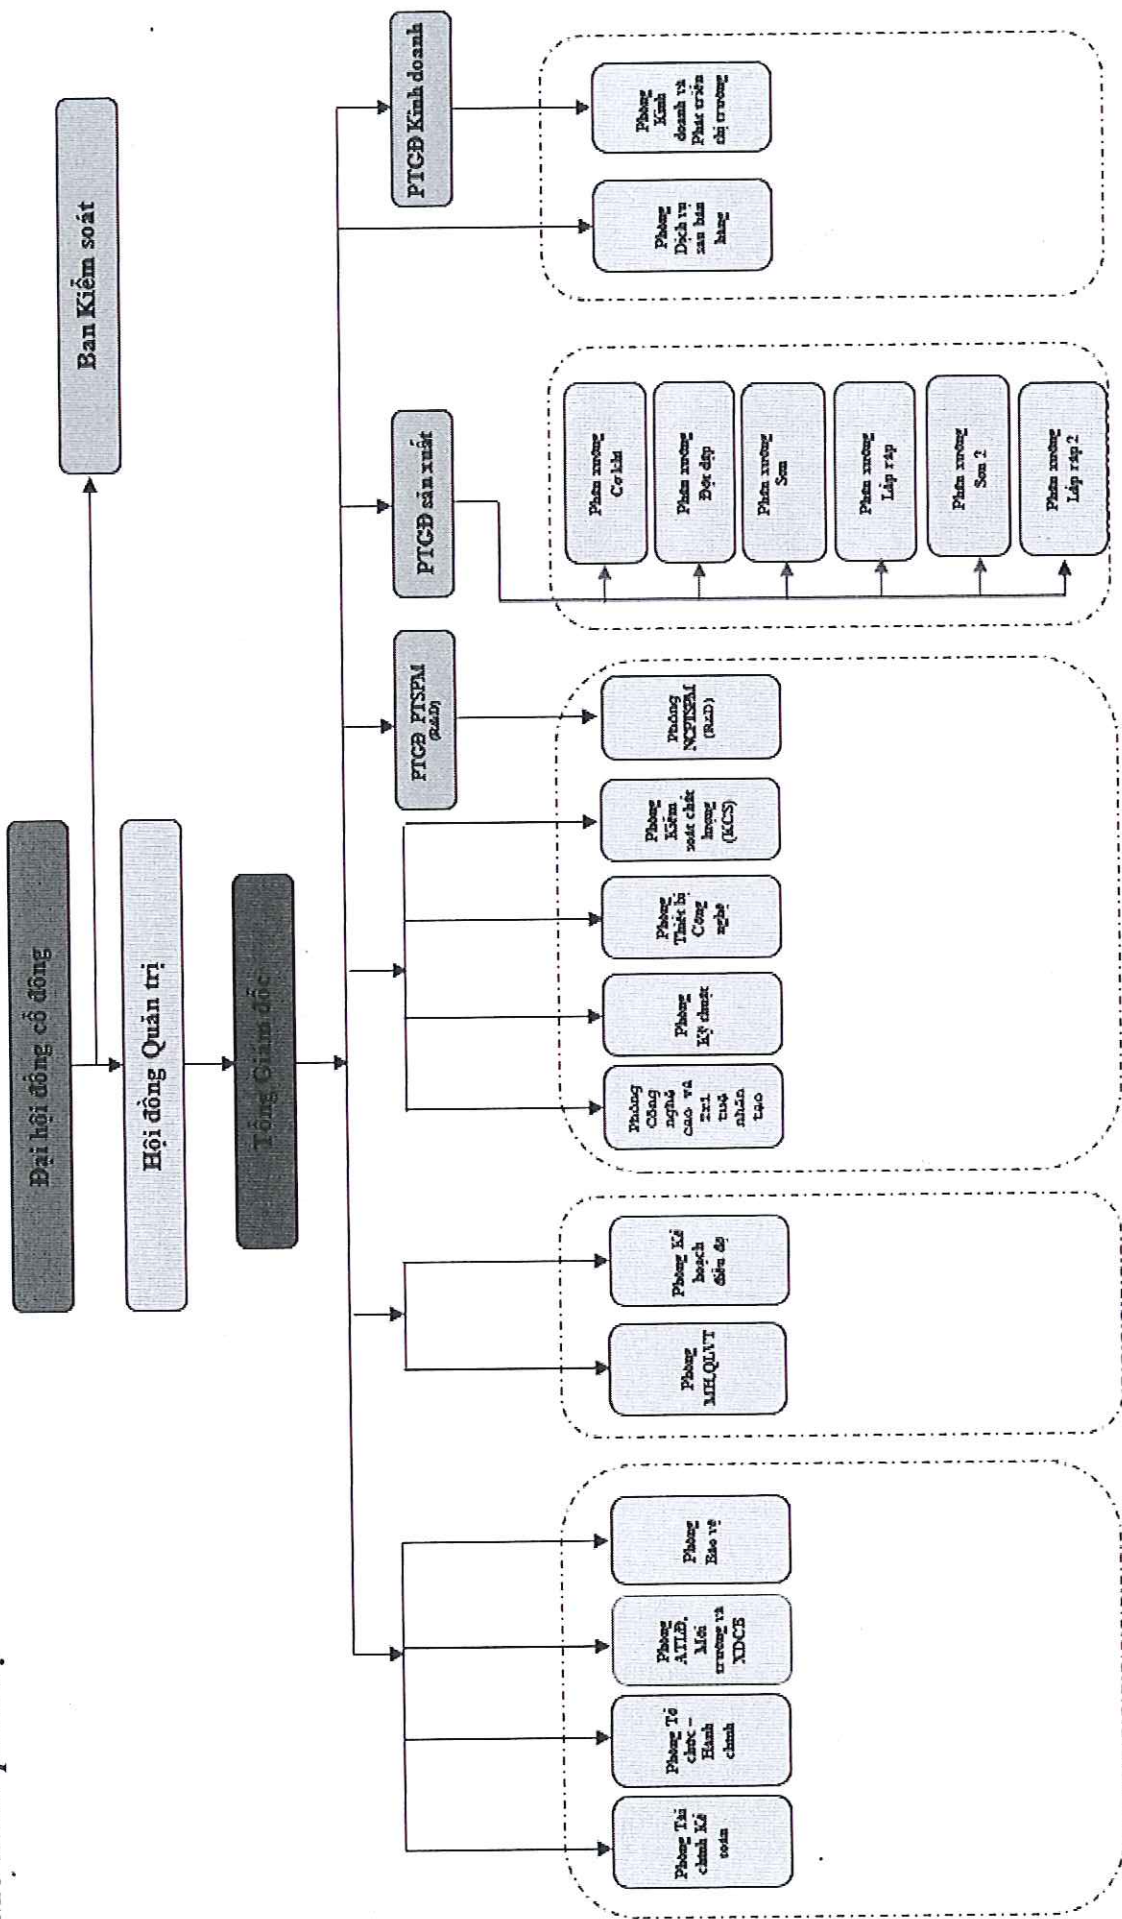 Đại hội đồng cổ đông
Ban Kiểm soát
Hội đồng Quản trị
Tổng Giám đốc
PTGĐ PTSPM
(R&D)
PTGĐ sản xuất
PTGĐ Kinh doanh
Phòng Tài
chính Kế
toán
Phòng Tổ
chức –
Hành
chính
Phòng
ATLĐ,
Môi
trường và
XDCB
Phòng
Bảo vệ
Phòng
MH,QLVT
Phòng Kế
hoạch
điều độ
Phòng
Công
nghệ
cao và
Trí
tuệ
nhân
tạo
Phòng
Kỹ thuật
Phòng
Thiết bị
Công
nghệ
Phòng
Kiểm
soát chất
lượng
(KCS)
Phòng
NCPTSPM
(R&D)
Phân xưởng
Cơ khí
Phân xưởng
Đột dập
Phân xưởng
Sơn
Phân xưởng
Lắp ráp
Phân xưởng
Sơn 2
Phân xưởng
Lắp ráp 2
Phòng
Dịch vụ
sau bán
hàng
Phòng
Kinh
doanh và
Phát triển
thị trường